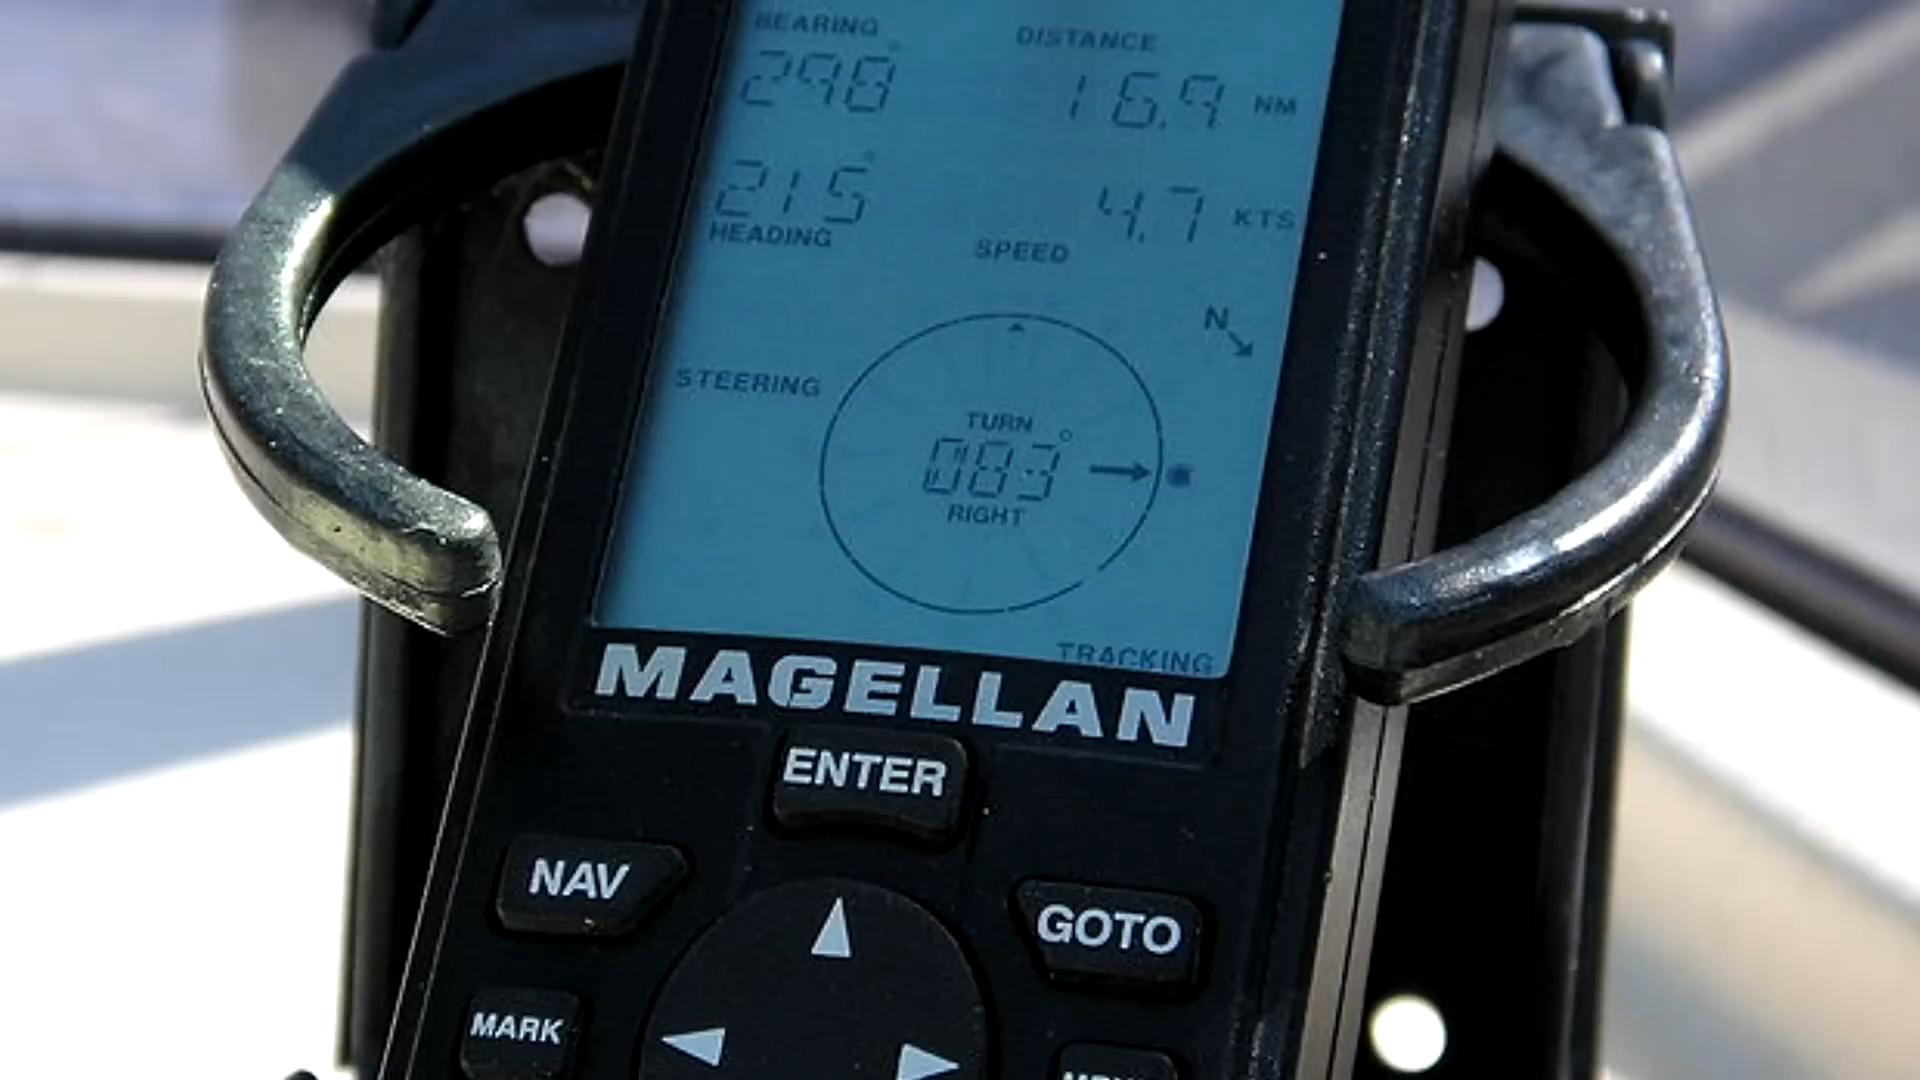 BEARING DISTANCE
298° 16.9 NM
215° 4.7 KTS
HEADING SPEED
N
STEERING
TURN
083°
RIGHT
TRACKING
MAGELLAN
ENTER
NAV
GOTO
MARK